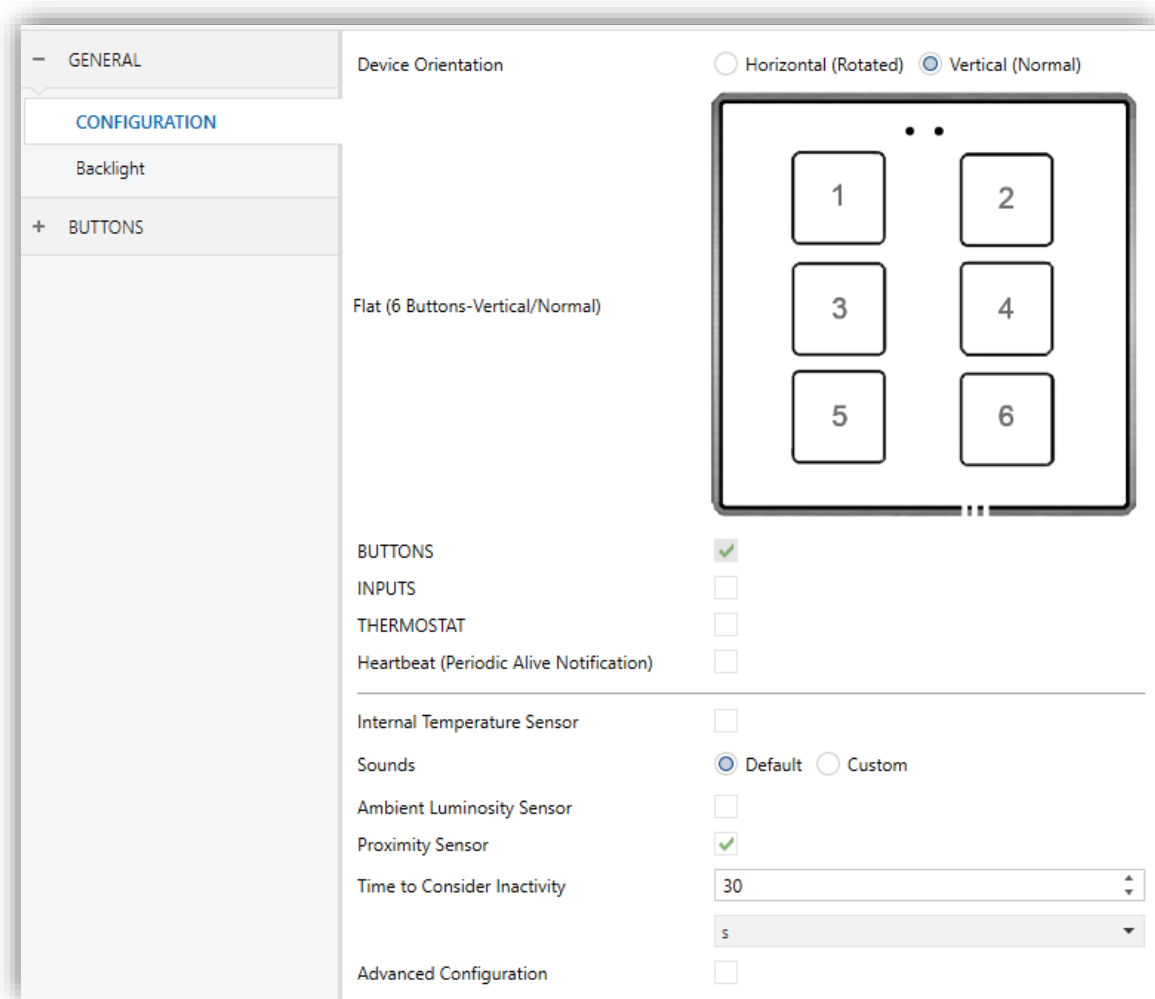 GENERAL
CONFIGURATION
Backlight
BUTTONS
Device Orientation Horizontal (Rotated) Vertical (Normal)
Flat (6 Buttons-Vertical/Normal)
1 2
3 4
5 6
BUTTONS
INPUTS
THERMOSTAT
Heartbeat (Periodic Alive Notification)
Internal Temperature Sensor
Sounds Default Custom
Ambient Luminosity Sensor
Proximity Sensor
Time to Consider Inactivity 30
s
Advanced Configuration